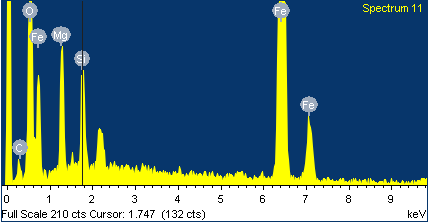 Spectrum 11
O
Fe
Fe
Mg
Si
Fe
C
0 1 2 3 4 5 6 7 8 9
Full Scale 210 cts Cursor: 1.747 (132 cts) keV